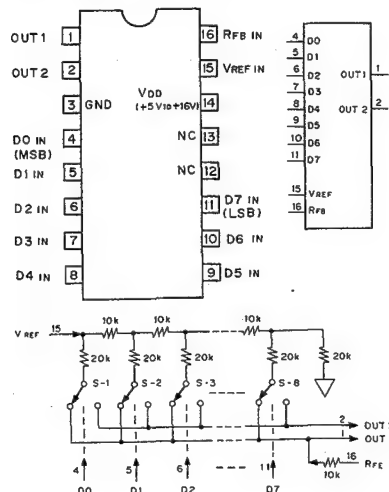 OUT1 1
16 RFB IN
OUT2 2
15 VREF IN
3 GND
VDD
(+5V TO +16V)
14
D0 IN 4
(MSB)
NC 13
D1 IN 5
NC 12
D2 IN 6
11 D7 IN
(LSB)
D3 IN 7
10 D6 IN
D4 IN 8
9 D5 IN
4 D0
5 D1
6 D2
7 D3
8 D4
9 D5
10 D6
11 D7
15 VREF
16 RFB
OUT1 1
OUT 2 2
VREF 15
10k 10k 10k
20k 20k 20k 20k 20k
S-1 S-2 S-3 S-8
2 OUT
1 OUT
16 RFE
10k
4 5 6 11
D0 D1 D2 D7